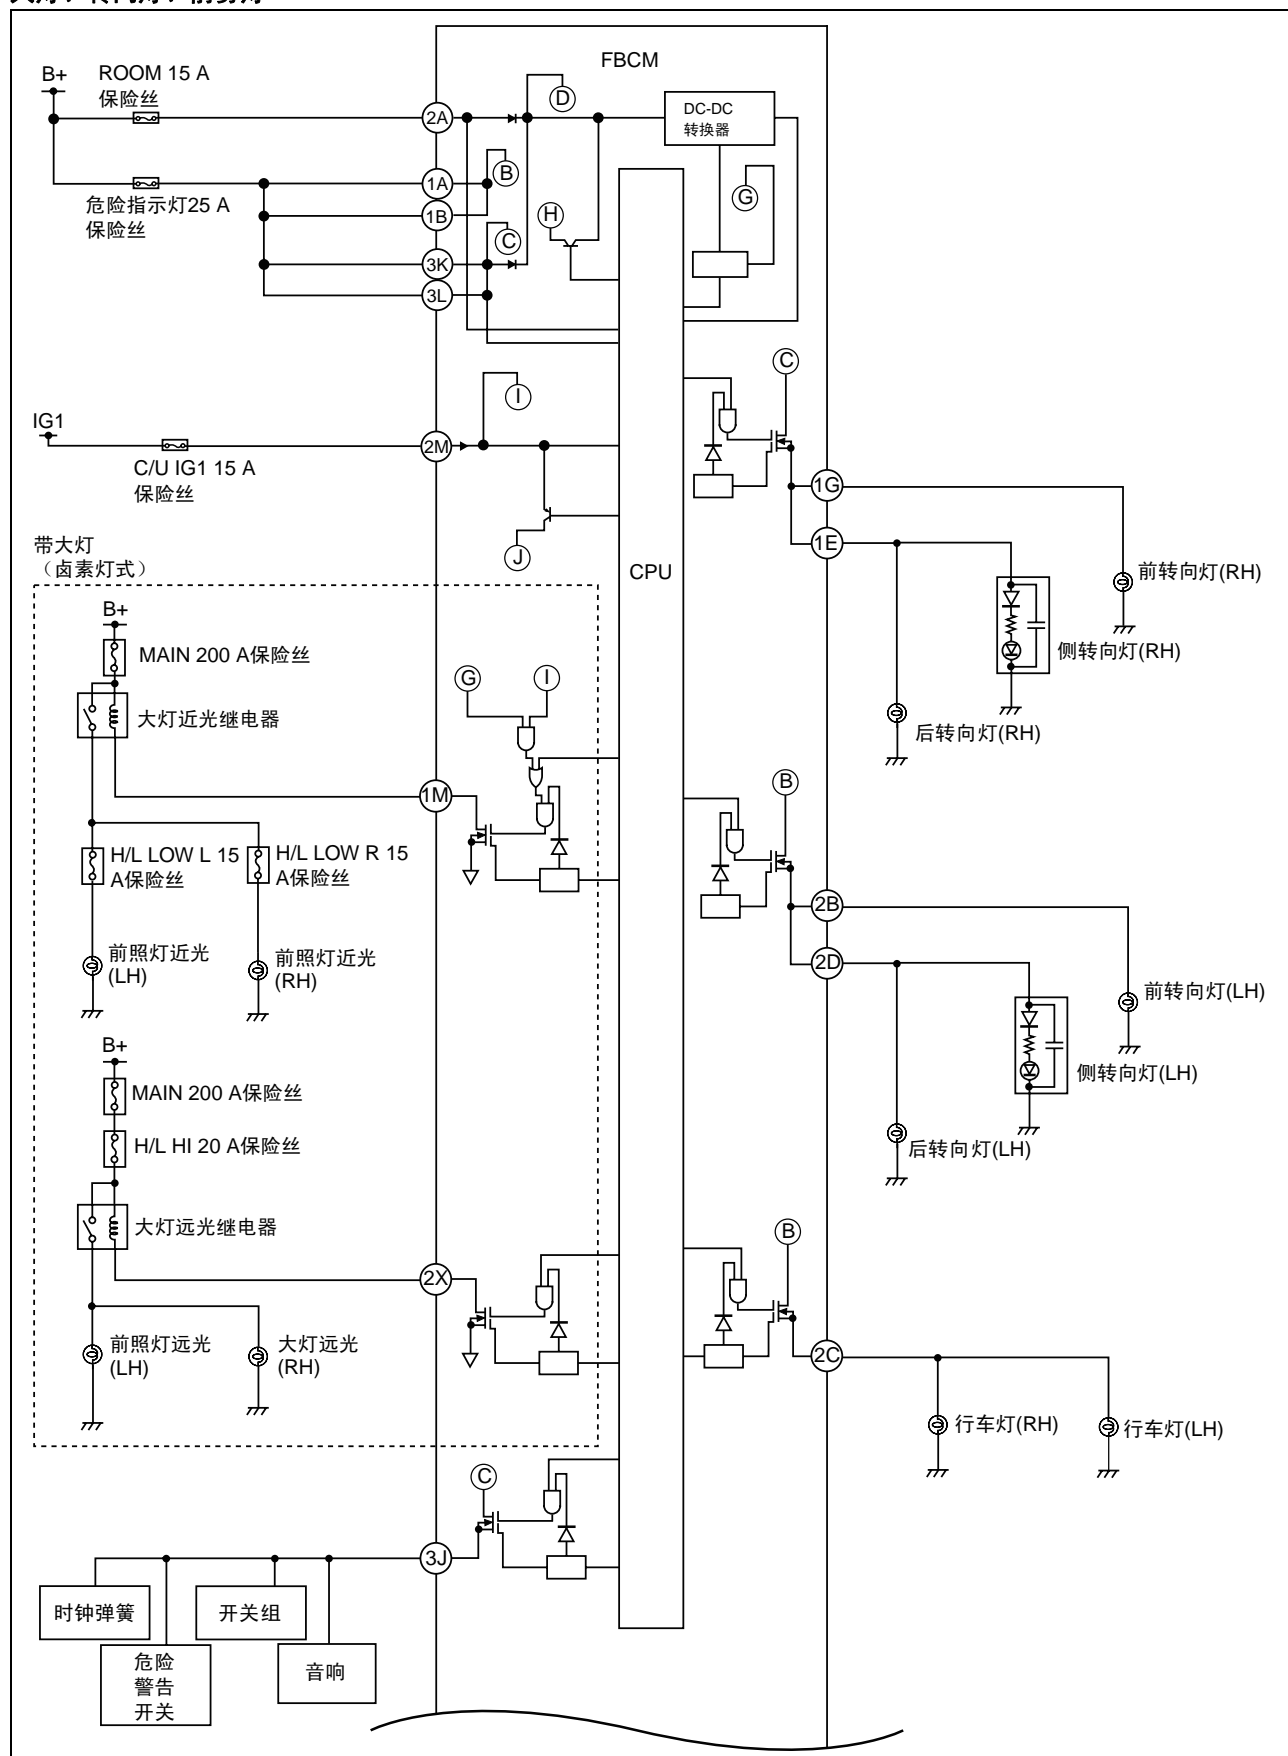 FBCM
B+
ROOM 15 A
保险丝
D
DC-DC
转换器
2A
1A
B
G
危险指示灯25 A
保险丝
1B
H
C
3K
3L
C
I
IG1
2M
C/U IG1 15 A
保险丝
1G
J
1E
带大灯
（卤素灯式）
CPU
前转向灯(RH)
B+
MAIN 200 A保险丝
侧转向灯(RH)
G
I
大灯近光继电器
后转向灯(RH)
1M
B
H/L LOW L 15
A保险丝
H/L LOW R 15
A保险丝
2B
前照灯近光
(LH)
前照灯近光
(RH)
2D
前转向灯(LH)
B+
侧转向灯(LH)
MAIN 200 A保险丝
H/L HI 20 A保险丝
后转向灯(LH)
大灯远光继电器
B
2X
前照灯远光
(LH)
大灯远光
(RH)
2C
行车灯(RH)
行车灯(LH)
C
3J
时钟弹簧
开关组
危险
警告
开关
音响